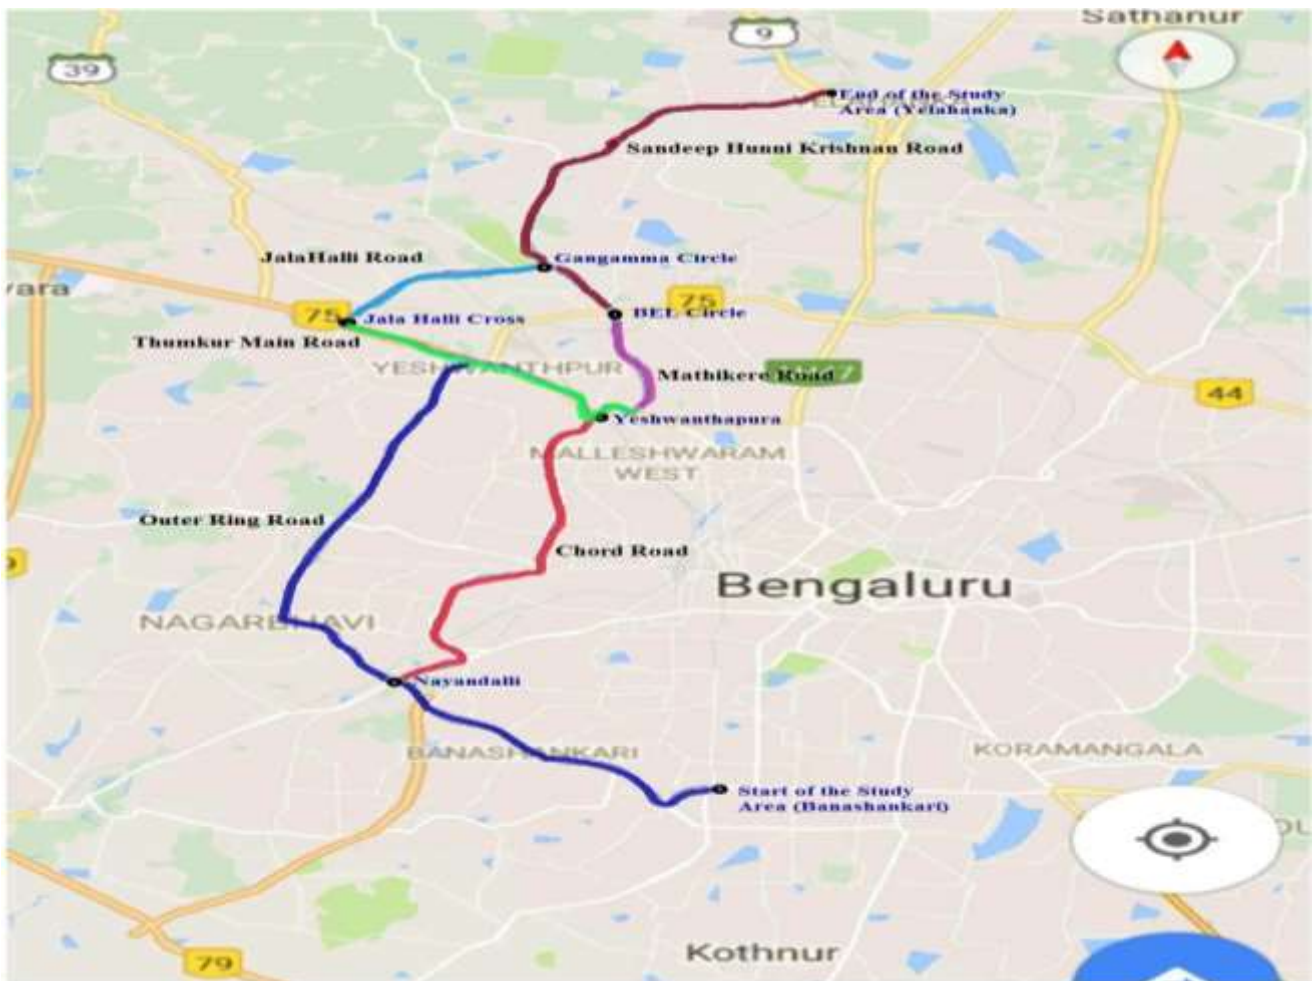 Sathanur
9
39
End of the Study
Area (Yelahanka)
Sandeep Hunni Krishnan Road
JalaHalli Road
Gangamma Circle
vara
75
75
BEL Circle
Jala Halli Cross
Thumkur Main Road
YESHWANTHPUR
Mathikere Road
44
Yeshwanthapura
MALLESHWARAM
WEST
Outer Ring Road
Chord Road
Bengaluru
NAGARBHAVI
Nayandalli
BANASHANKARI
KORAMANGALA
Start of the Study
Area (Banashankari)
Kothnur
79